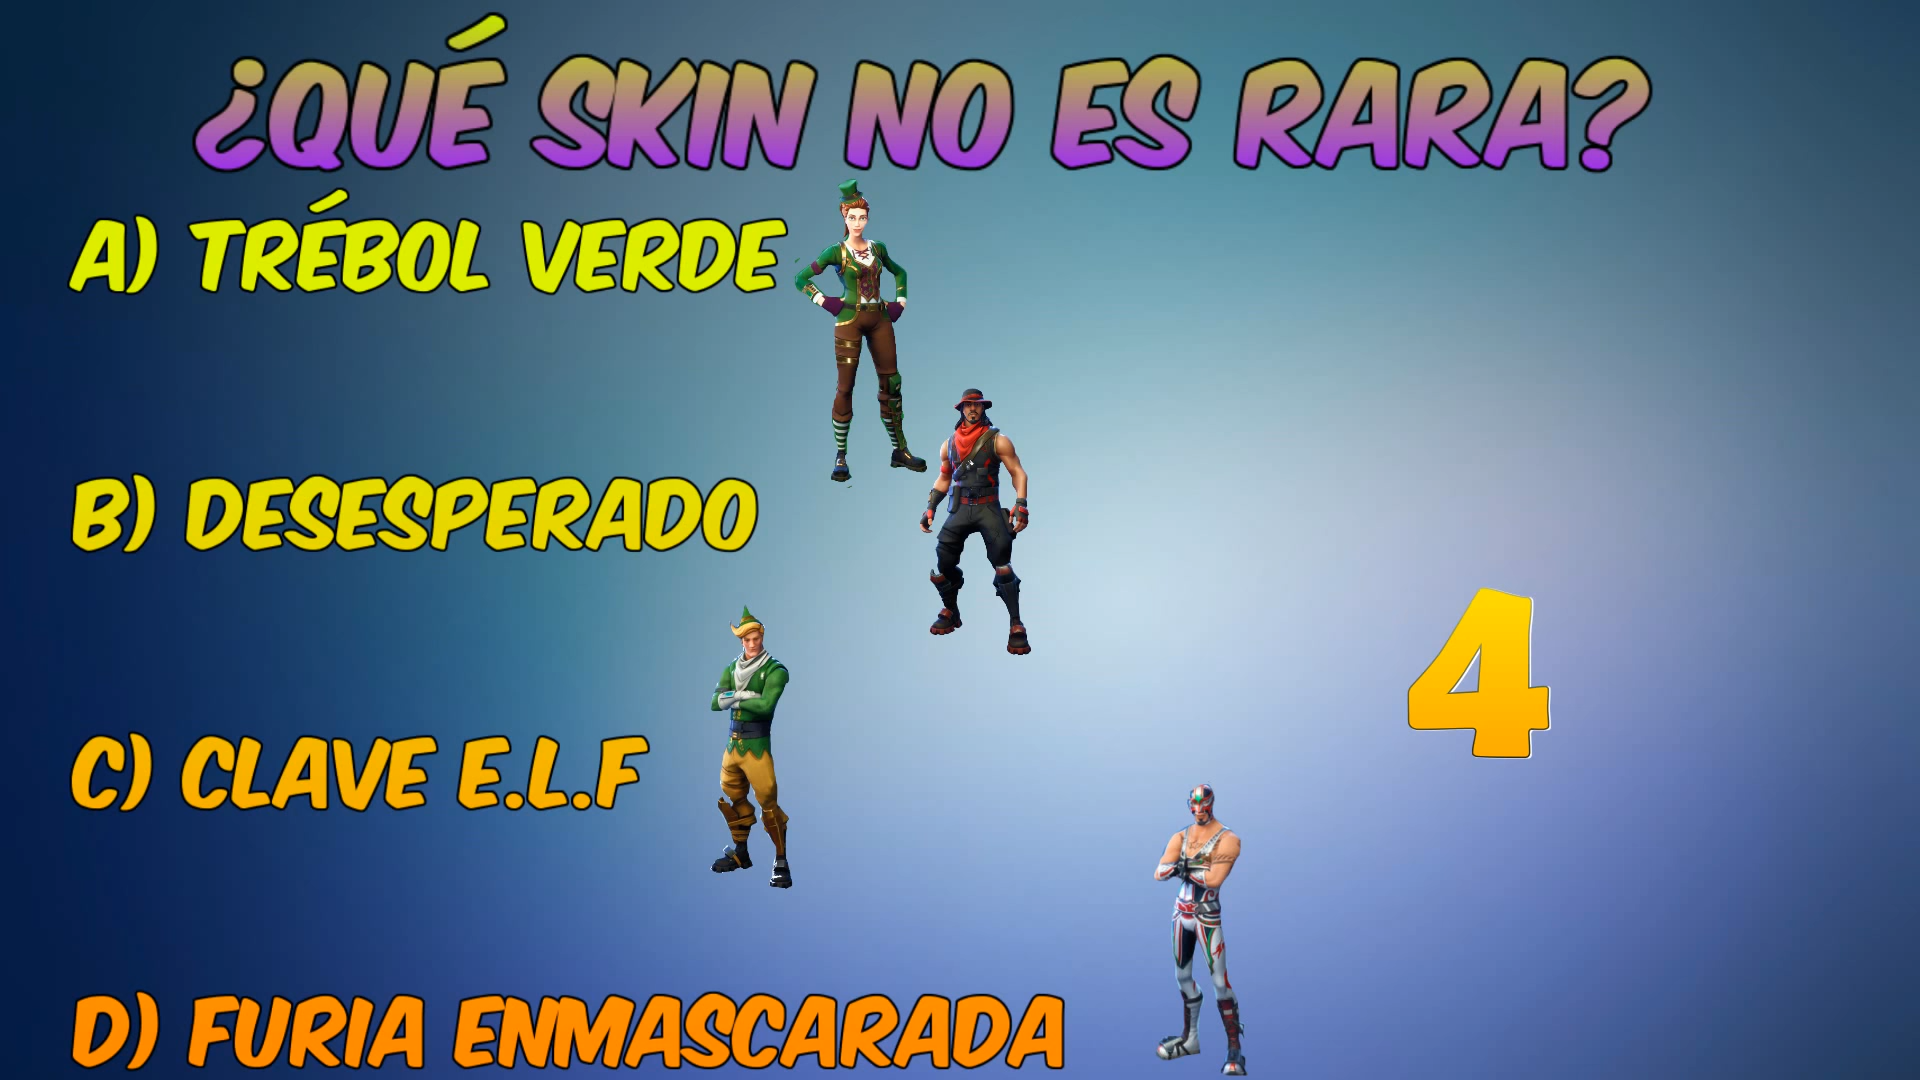 ¿QUÉ SKIN NO ES RARA?
A) TRÉBOL VERDE
B) DESESPERADO
C) CLAVE E.L.F
4
D) FURIA ENMASCARADA